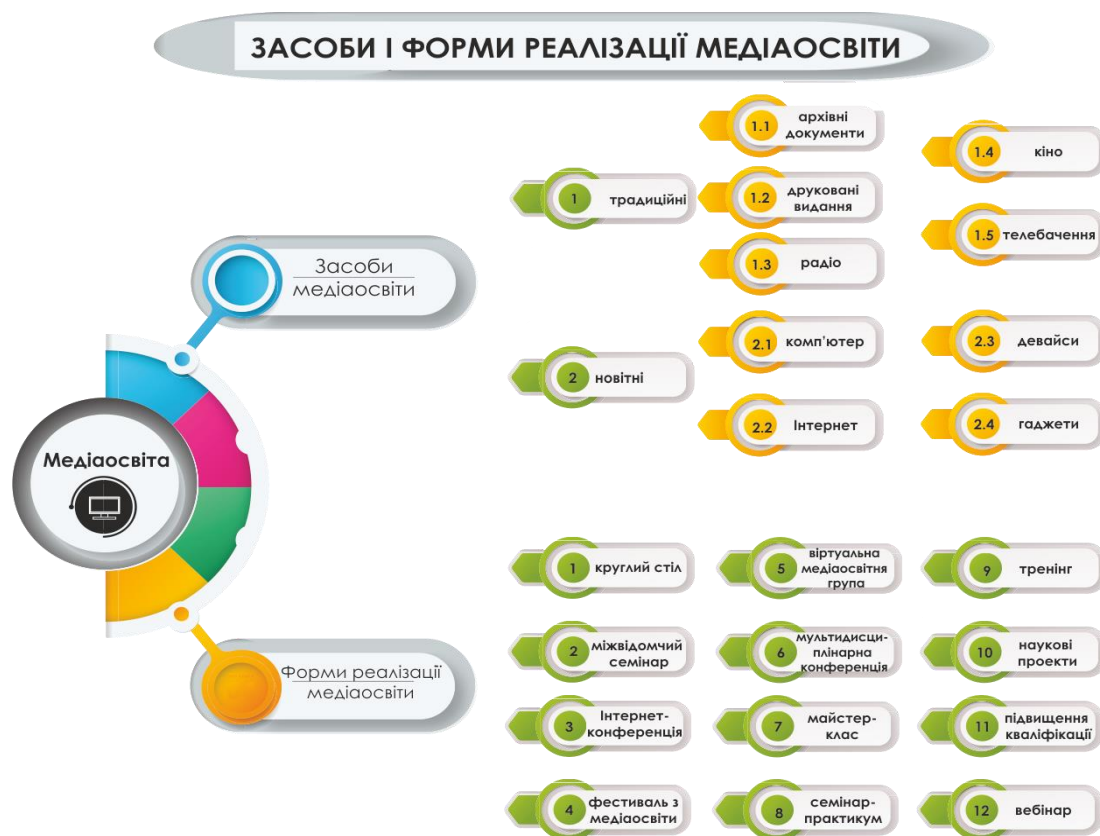 ЗАСОБИ І ФОРМИ РЕАЛІЗАЦІЇ МЕДІАОСВІТИ
Медіаосвіта
Засоби
медіаосвіти
1 традиційні
1.1 архівні
документи
1.2 друковані
видання
1.3 радіо
1.4 кіно
1.5 телебачення
2 новітні
2.1 комп'ютер
2.2 Інтернет
2.3 девайси
2.4 гаджети
Форми реалізації
медіаосвіти
1 круглий стіл
2 міжвідомчий
семінар
3 Інтернет-
конференція
4 фестиваль з
медіаосвіти
5 віртуальна
медіаосвітня
група
6 мультидисци-
плінарна
конференція
7 майстер-
клас
8 семінар-
практикум
9 тренінг
10 наукові
проекти
11 підвищення
кваліфікації
12 вебінар